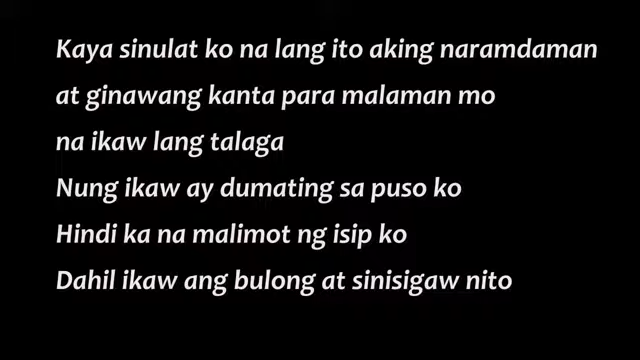 Kaya sinulat ko na lang ito aking naramdaman
at ginawang kanta para malaman mo
na ikaw lang talaga
Nung ikaw ay dumating sa puso ko
Hindi ka na malimot ng isip ko
Dahil ikaw ang bulong at sinisigaw nito